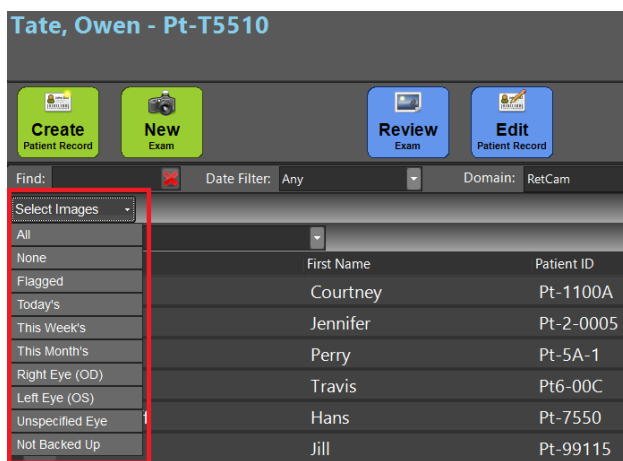 Tate, Owen - Pt-T5510
Create
Patient Record
New
Exam
Review
Exam
Edit
Patient Record
Find: Date Filter: Any Domain: RetCam
Select Images
All
None
Flagged
Today's
This Week's
This Month's
Right Eye (OD)
Left Eye (OS)
Unspecified Eye
Not Backed Up
First Name Patient ID
Courtney Pt-1100A
Jennifer Pt-2-0005
Perry Pt-5A-1
Travis Pt6-00C
Hans Pt-7550
Jill Pt-99115